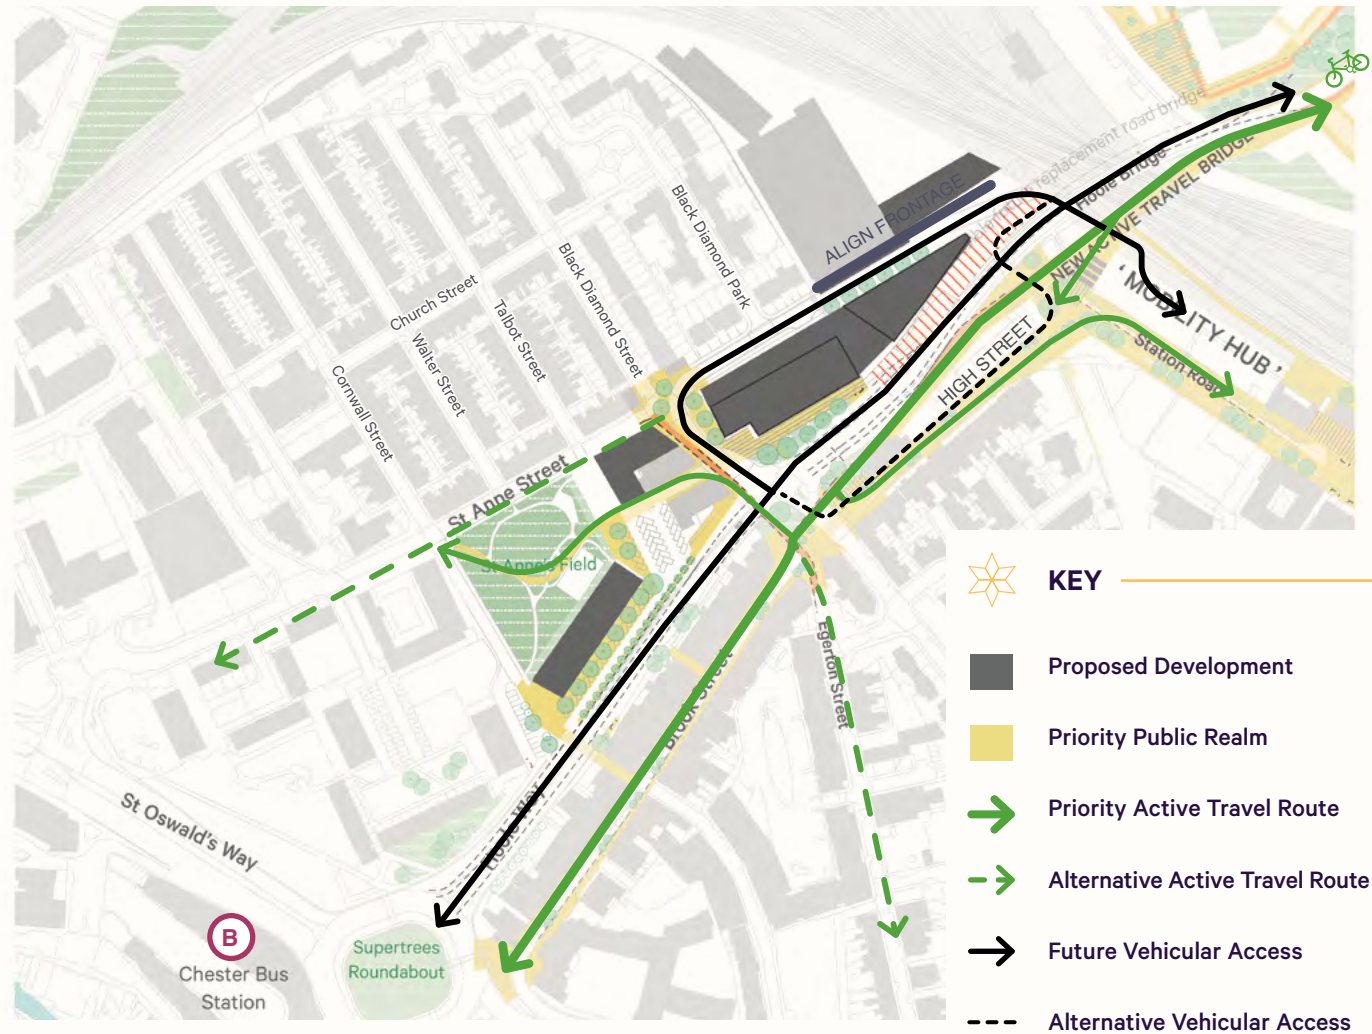 replacement road bridge
Hoole Bridge
NEW ACTIVE TRAVEL BRIDGE
ALIGN FRONTAGE
Black Diamond Park
Black Diamond Street
Church Street
Talbot Street
Walter Street
Cornwall Street
' MOBILITY HUB '
Station Road
HIGH STREET
St Anne Street
St Anne's Field
Egerton Street
Brook Street
Hoole Way
St Oswald's Way
B
Chester Bus
Station
Supertrees
Roundabout
KEY
Proposed Development
Priority Public Realm
Priority Active Travel Route
Alternative Active Travel Route
Future Vehicular Access
Alternative Vehicular Access